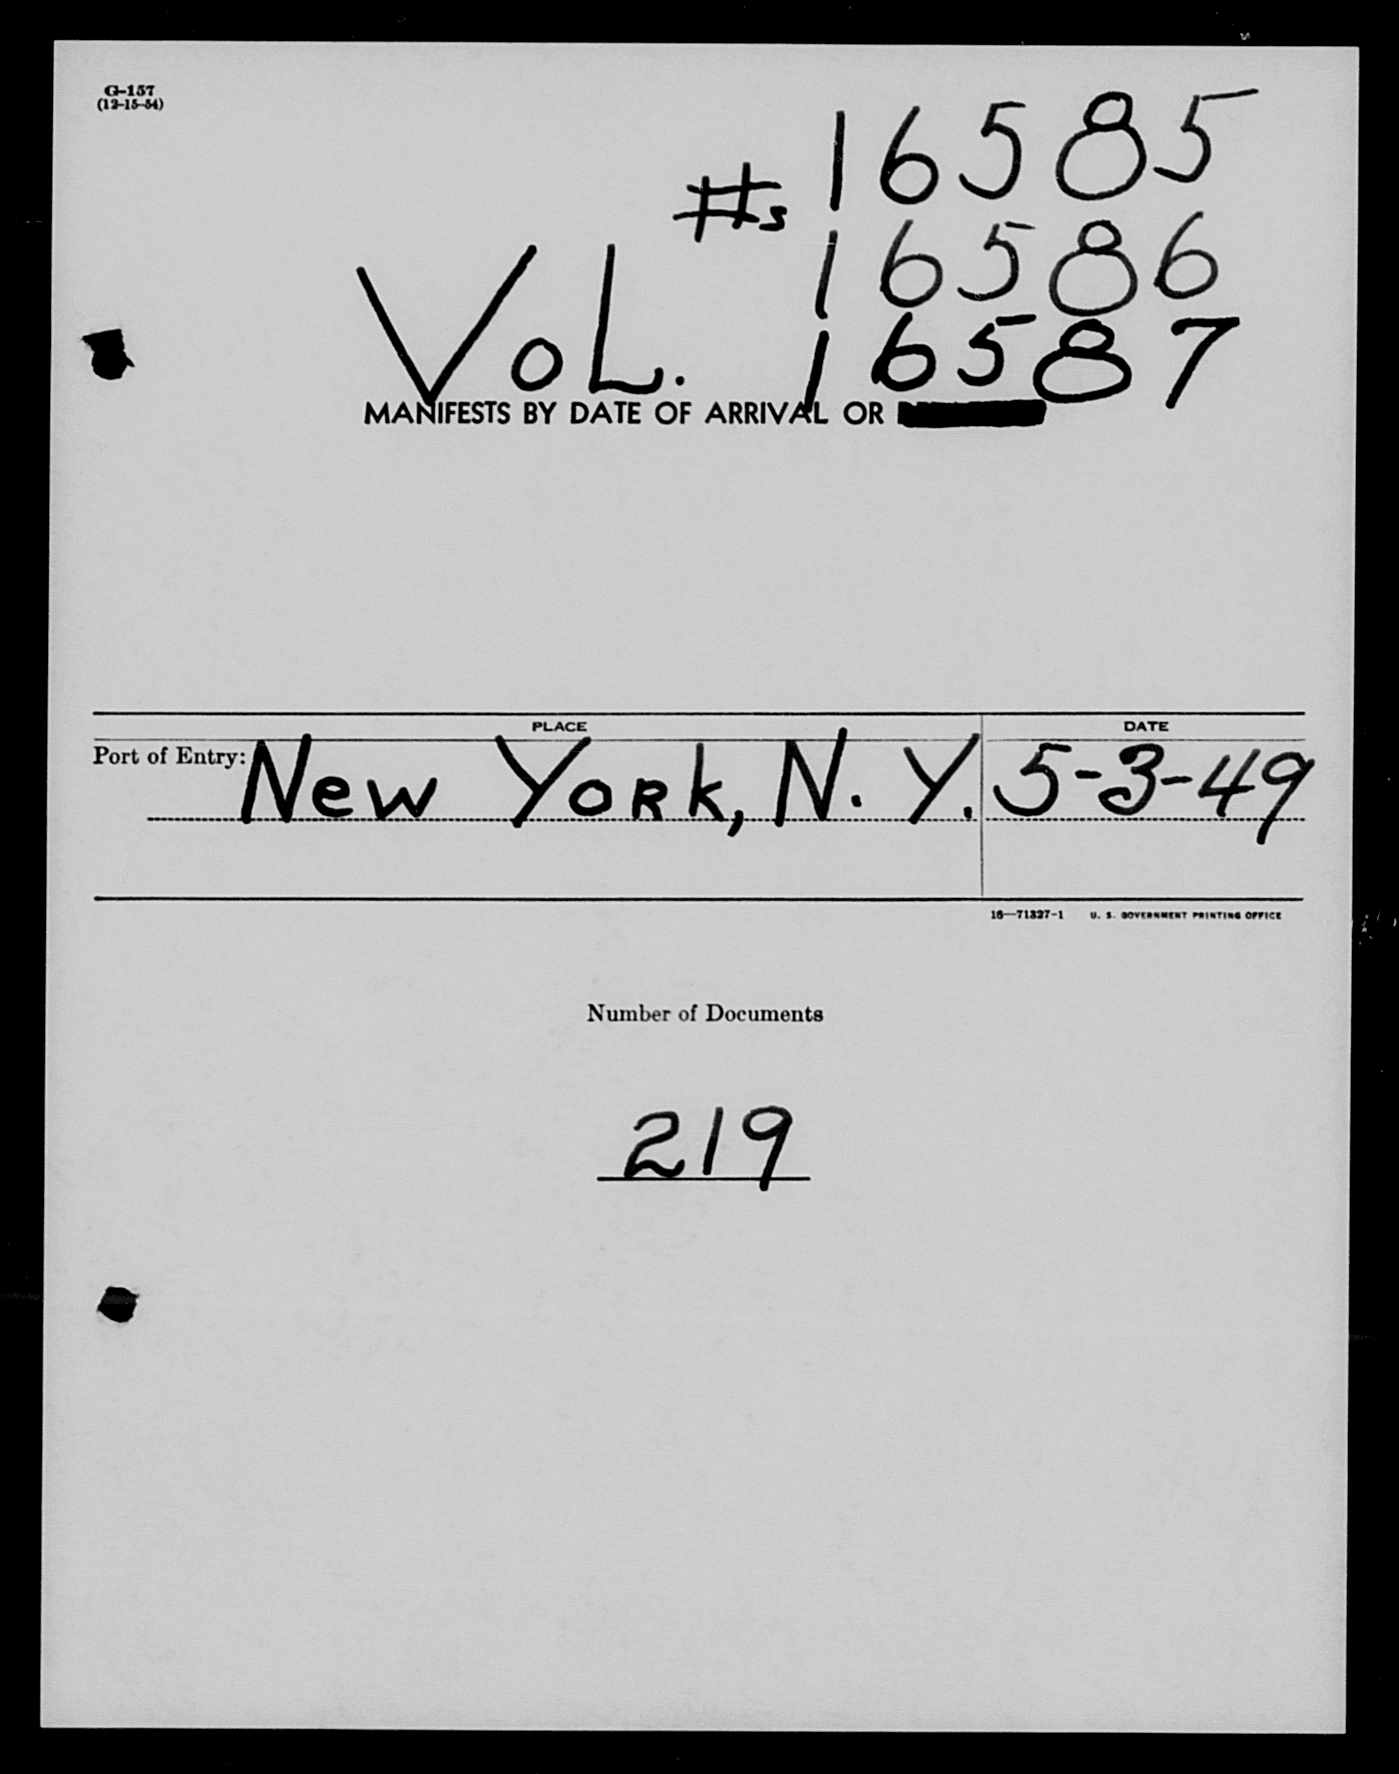 G-157
(12-15-54)
#s 16585
16586
VoL. 16587
MANIFESTS BY DATE OF ARRIVAL OR
PLACE DATE
Port of Entry: New York, N. Y. 5-3-49
16—71327-1 U. S. GOVERNMENT PRINTING OFFICE
Number of Documents
219